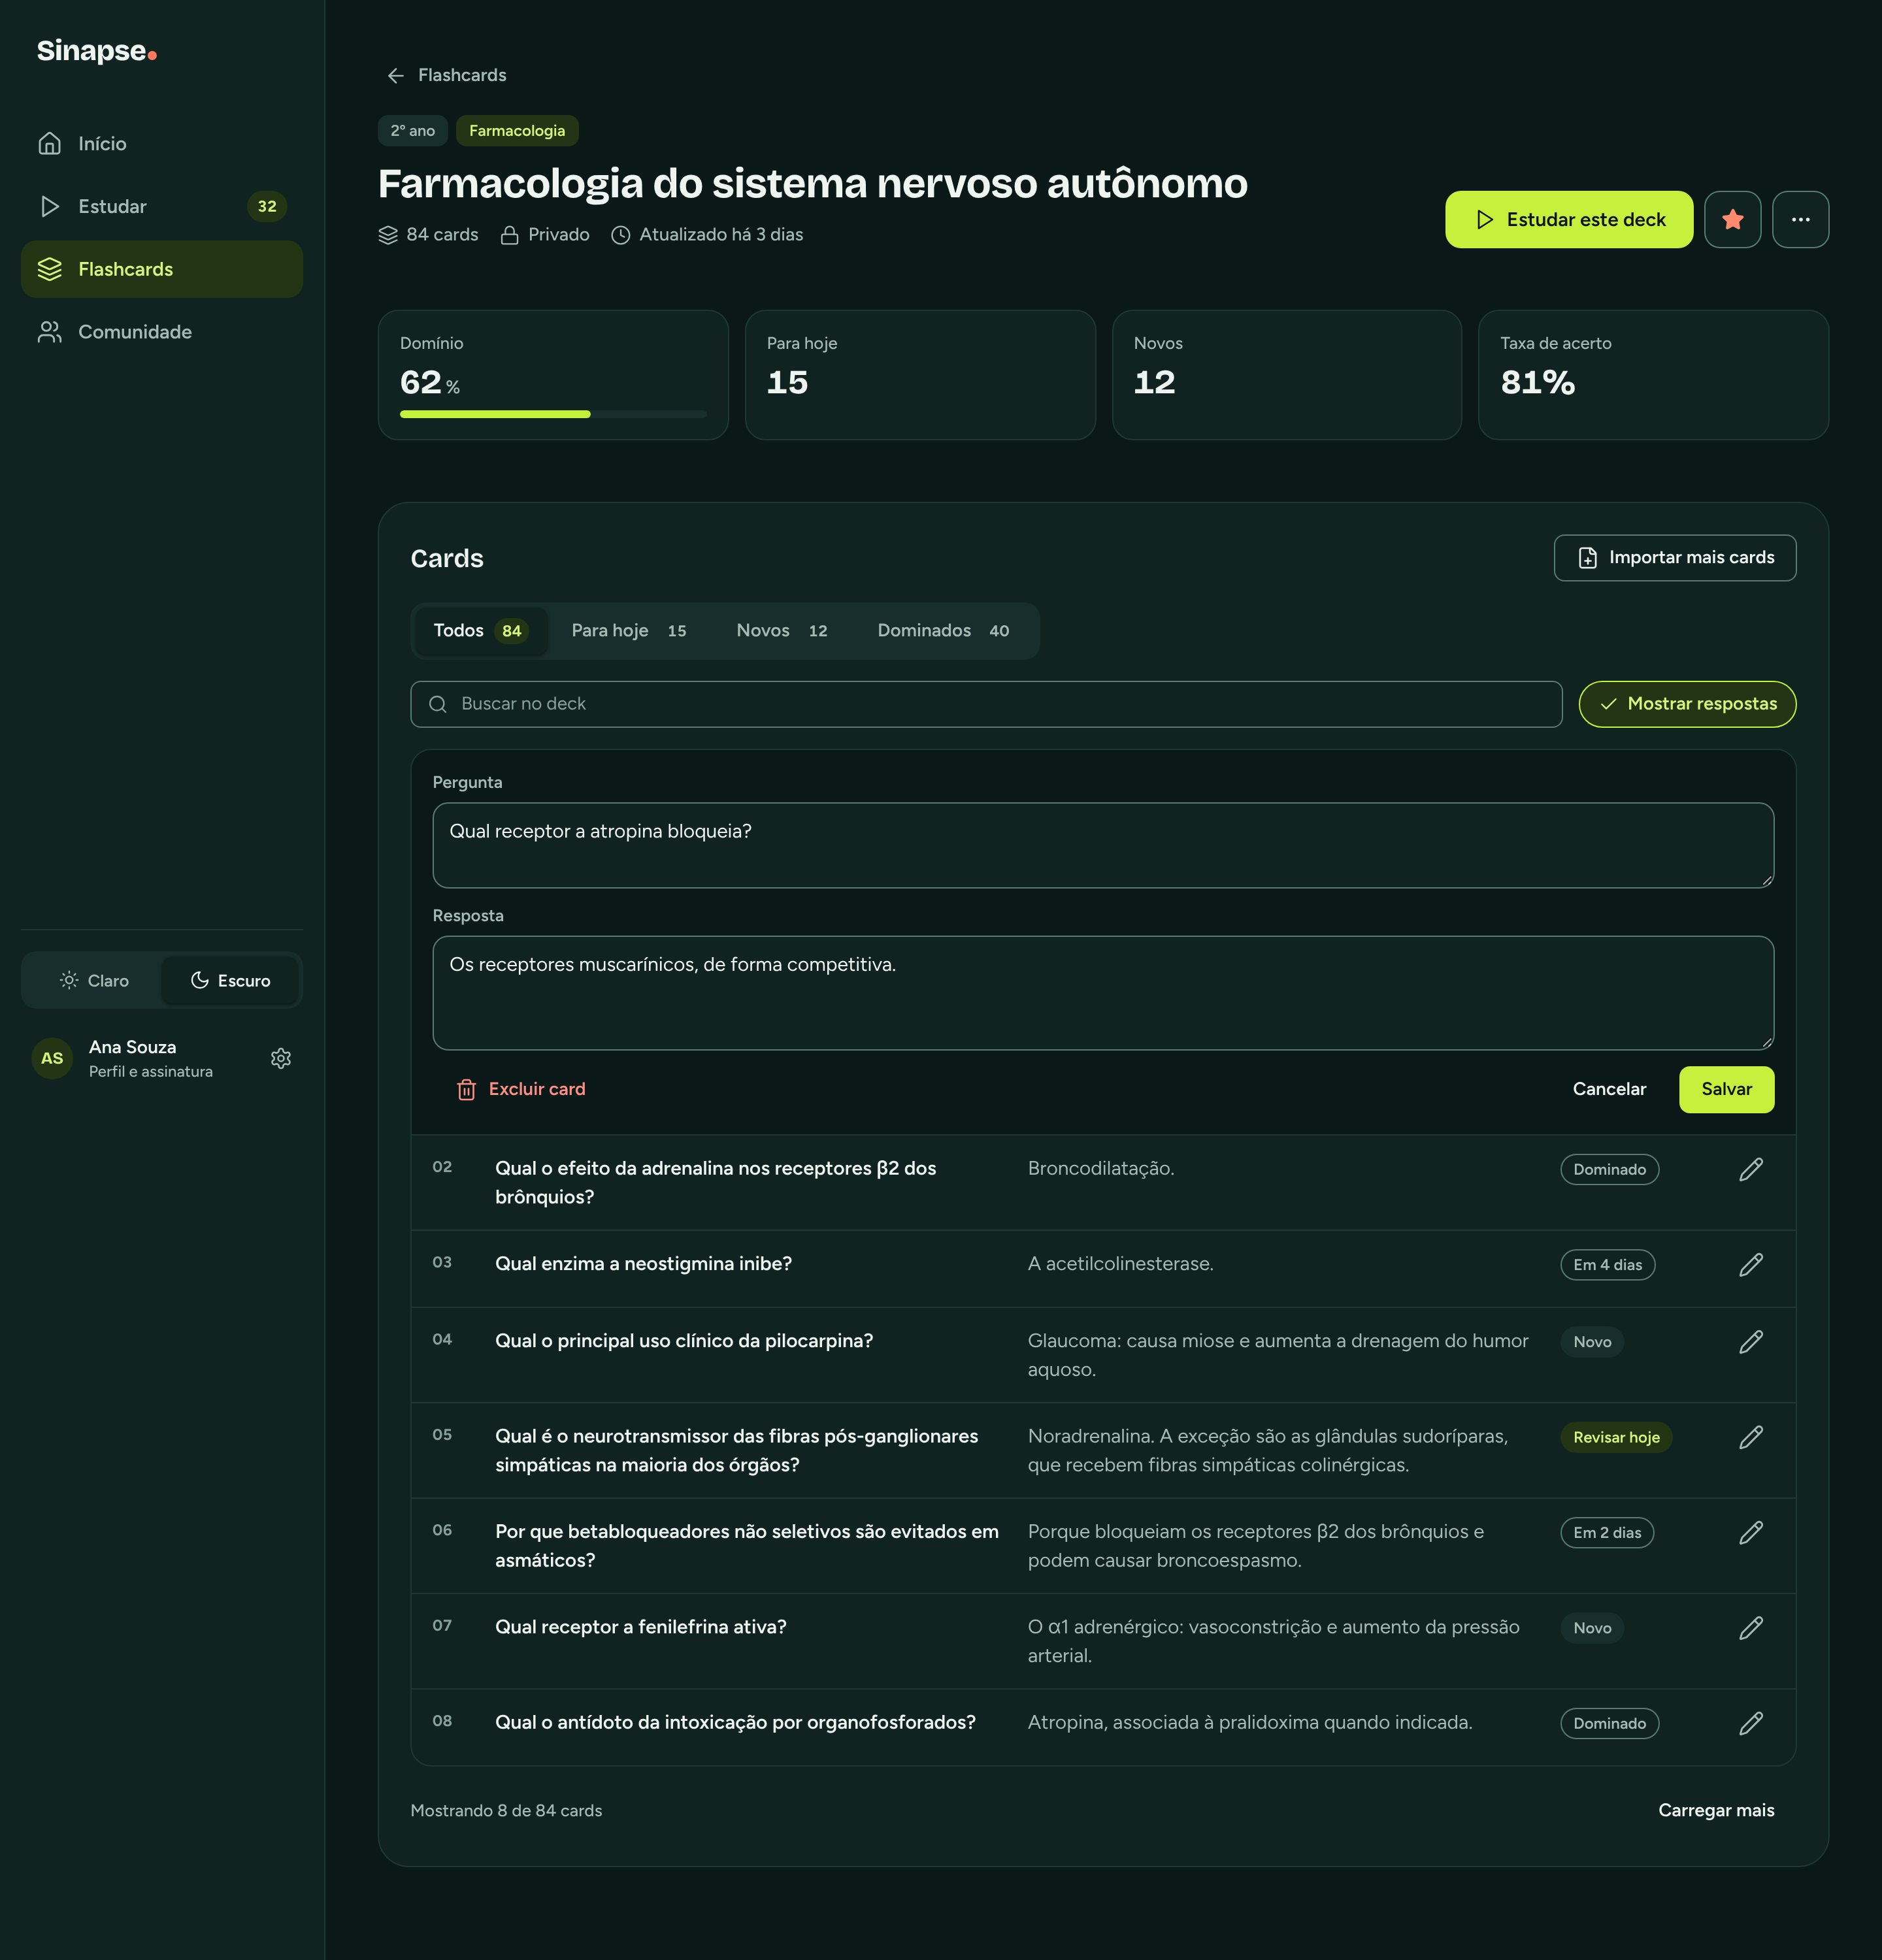 Sinapse.
Início
Estudar 32
Flashcards
Comunidade
Claro Escuro
AS Ana Souza
Perfil e assinatura
Flashcards
2º ano Farmacologia
Farmacologia do sistema nervoso autônomo
84 cards Privado Atualizado há 3 dias
Estudar este deck
Domínio
62 %
Para hoje
15
Novos
12
Taxa de acerto
81%
Cards
Importar mais cards
Todos 84 Para hoje 15 Novos 12 Dominados 40
Buscar no deck
Mostrar respostas
Pergunta
Qual receptor a atropina bloqueia?
Resposta
Os receptores muscarínicos, de forma competitiva.
Excluir card Cancelar Salvar
02 Qual o efeito da adrenalina nos receptores β2 dos
brônquios?
Broncodilatação.
Dominado
03 Qual enzima a neostigmina inibe?
A acetilcolinesterase.
Em 4 dias
04 Qual o principal uso clínico da pilocarpina?
Glaucoma: causa miose e aumenta a drenagem do humor
aquoso.
Novo
05 Qual é o neurotransmissor das fibras pós-ganglionares
simpáticas na maioria dos órgãos?
Noradrenalina. A exceção são as glândulas sudoríparas,
que recebem fibras simpáticas colinérgicas.
Revisar hoje
06 Por que betabloqueadores não seletivos são evitados em
asmáticos?
Porque bloqueiam os receptores β2 dos brônquios e
podem causar broncoespasmo.
Em 2 dias
07 Qual receptor a fenilefrina ativa?
O α1 adrenérgico: vasoconstrição e aumento da pressão
arterial.
Novo
08 Qual o antídoto da intoxicação por organofosforados?
Atropina, associada à pralidoxima quando indicada.
Dominado
Mostrando 8 de 84 cards
Carregar mais